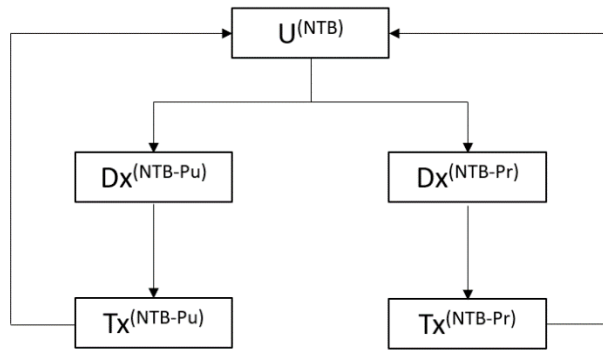 U(NTB)
Dx(NTB-Pu)
Dx(NTB-Pr)
Tx(NTB-Pu)
Tx(NTB-Pr)